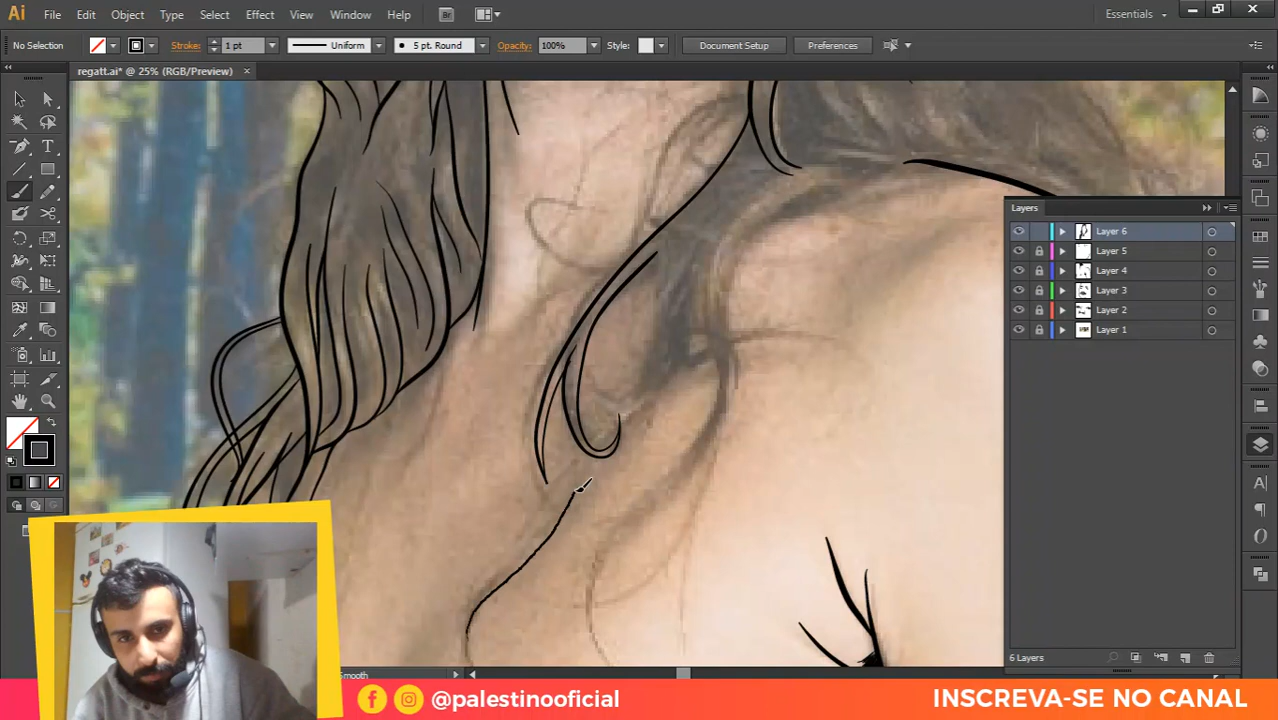 Ai File Edit Object Type Select Effect View Window Help Br Essentials
No Selection Stroke: 1 pt Uniform 5 pt. Round Opacity: 100% Style: Document Setup Preferences
regatt.ai* @ 25% (RGB/Preview) ×
Layers
Layer 6
Layer 5
Layer 4
Layer 3
Layer 2
Layer 1
6 Layers
@palestinooficial INSCREVA-SE NO CANAL